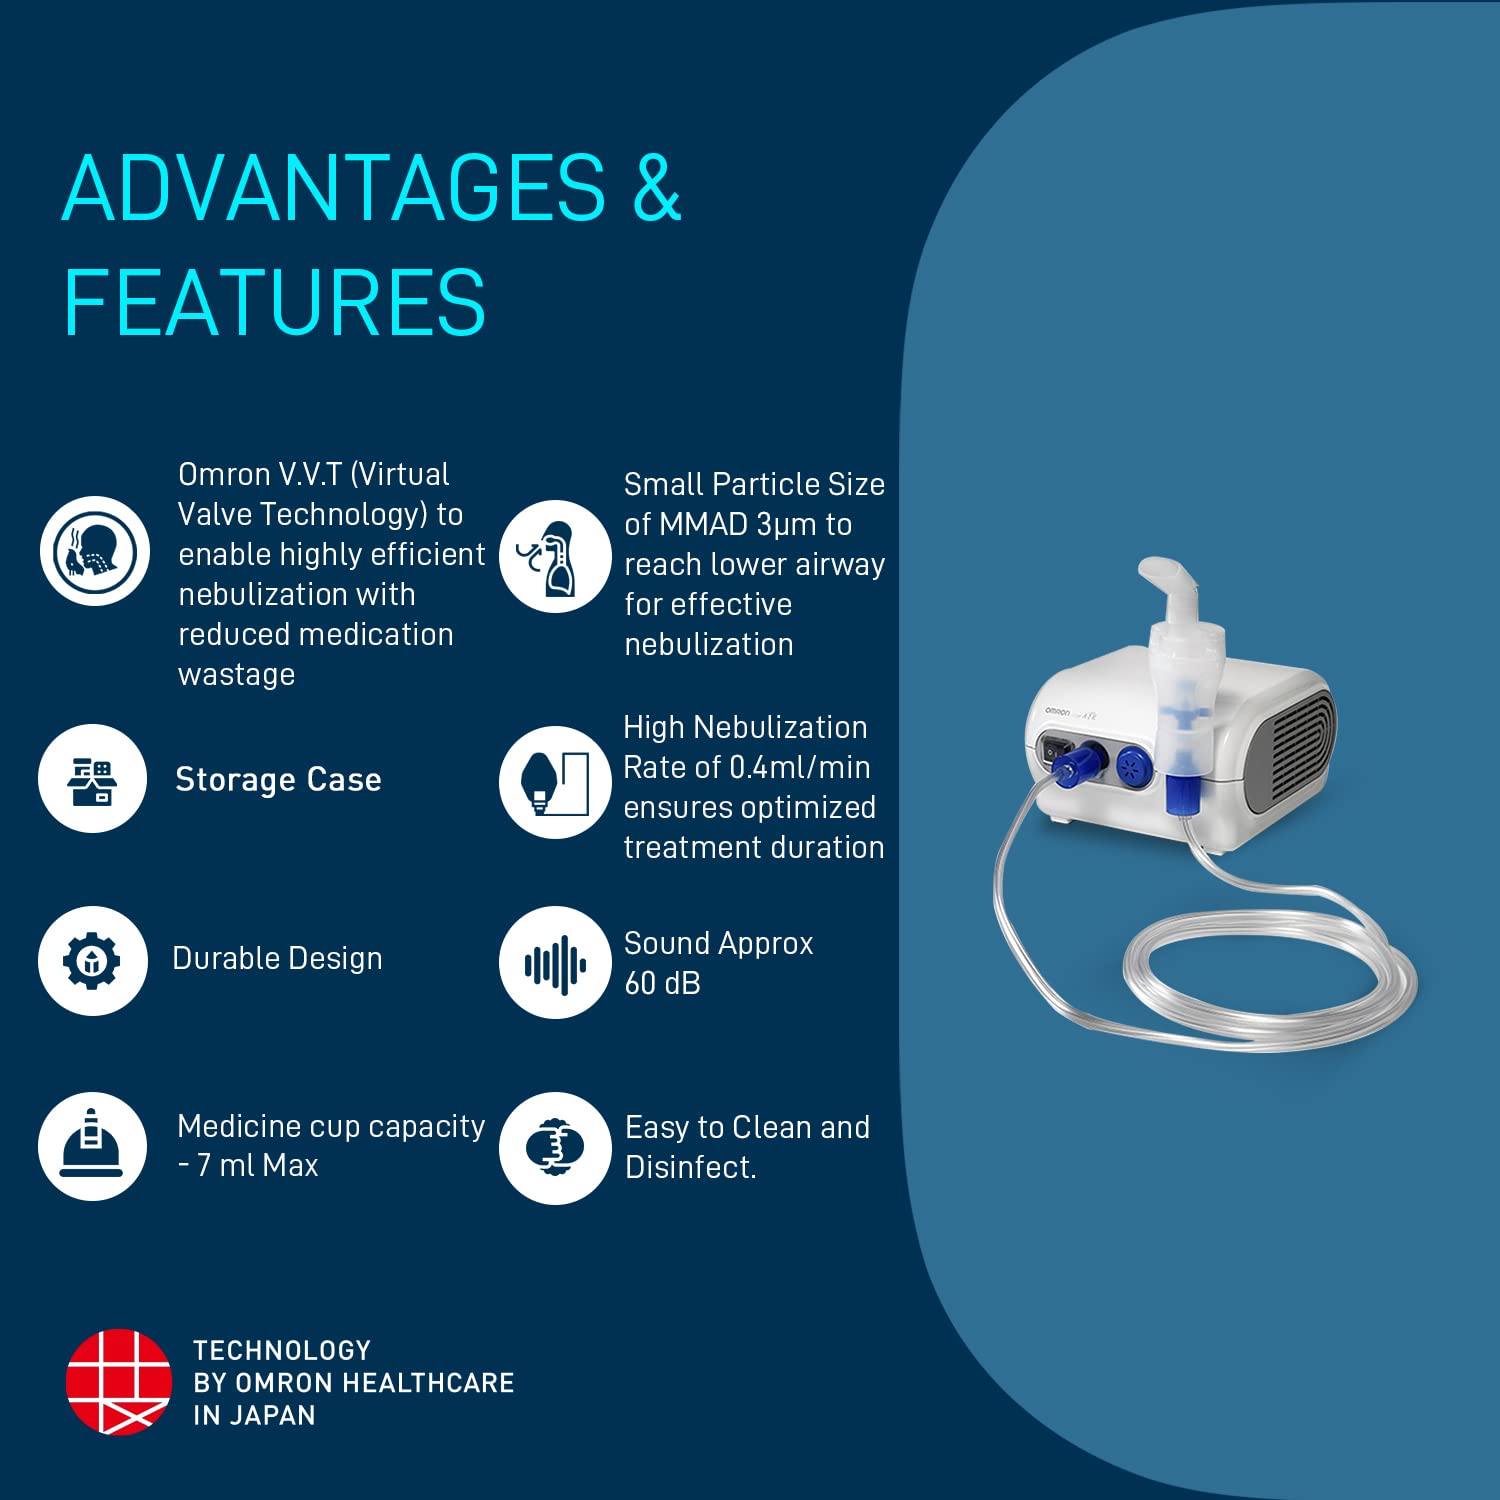 ADVANTAGES &
FEATURES
Omron V.V.T (Virtual
Valve Technology) to
enable highly efficient
nebulization with
reduced medication
wastage
Small Particle Size
of MMAD 3µm to
reach lower airway
for effective
nebulization
Storage Case
High Nebulization
Rate of 0.4ml/min
ensures optimized
treatment duration
Durable Design
Sound Approx
60 dB
Medicine cup capacity
- 7 ml Max
Easy to Clean and
Disinfect.
OMRON
TECHNOLOGY
BY OMRON HEALTHCARE
IN JAPAN